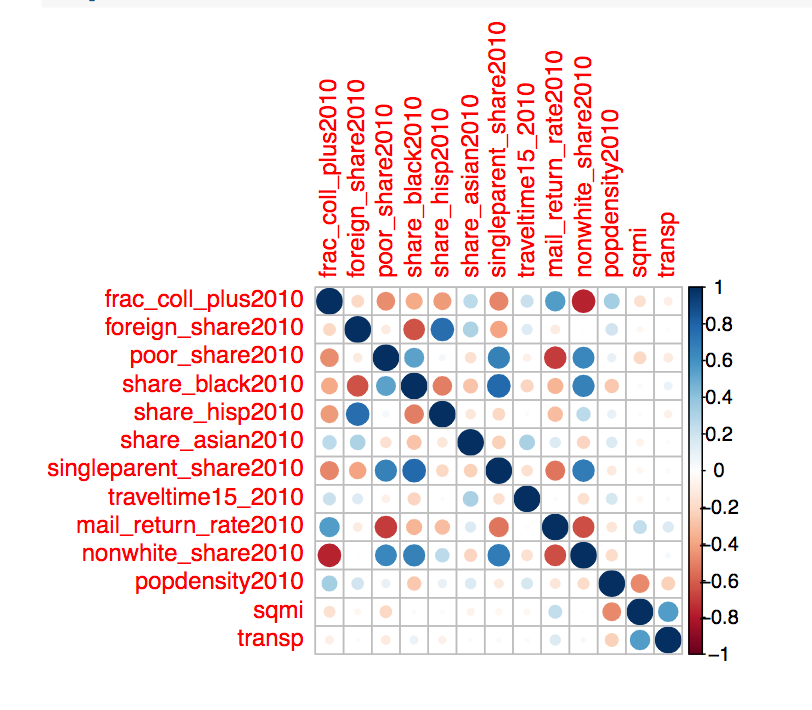 frac_coll_plus2010
foreign_share2010
poor_share2010
share_black2010
share_hisp2010
share_asian2010
singleparent_share2010
traveltime15_2010
mail_return_rate2010
nonwhite_share2010
popdensity2010
sqmi
transp
frac_coll_plus2010
foreign_share2010
poor_share2010
share_black2010
share_hisp2010
share_asian2010
singleparent_share2010
traveltime15_2010
mail_return_rate2010
nonwhite_share2010
popdensity2010
sqmi
transp
1
0.8
0.6
0.4
0.2
0
-0.2
-0.4
-0.6
-0.8
-1